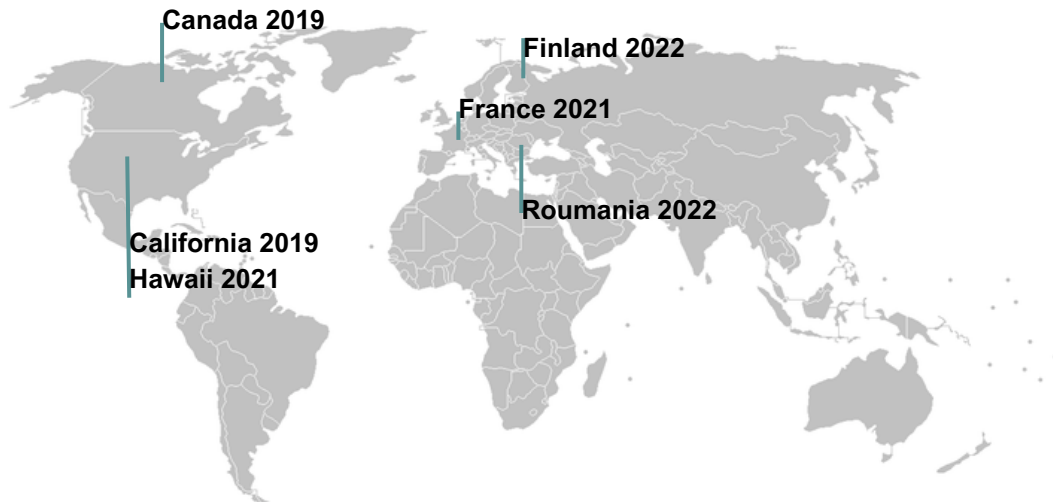 Canada 2019
Finland 2022
France 2021
Roumania 2022
California 2019
Hawaii 2021